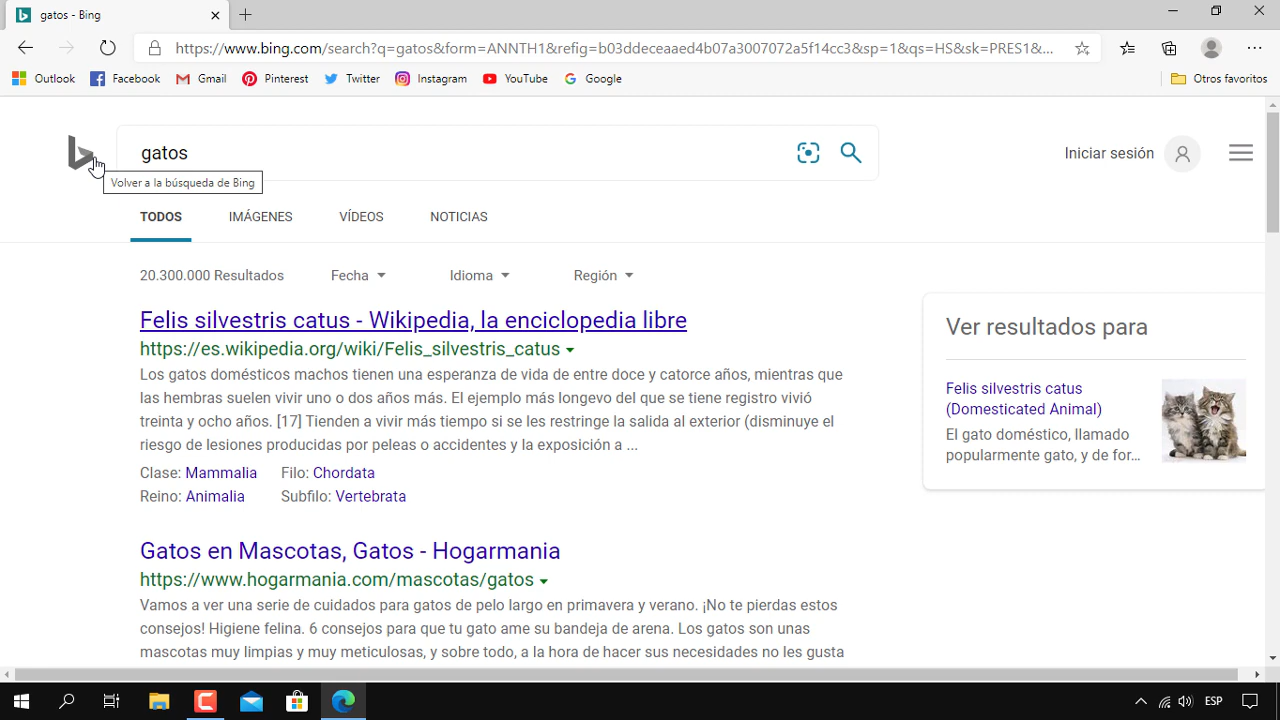 gatos - Bing
https://www.bing.com/search?q=gatos&form=ANNTH1&refig=b03ddeceaaed4b07a3007072a5f14cc3&sp=1&qs=HS&sk=PRES1&...
Outlook Facebook Gmail Pinterest Twitter Instagram YouTube Google Otros favoritos
gatos
Iniciar sesión
Volver a la búsqueda de Bing
TODOS IMÁGENES VÍDEOS NOTICIAS
20.300.000 Resultados Fecha Idioma Región
Felis silvestris catus - Wikipedia, la enciclopedia libre
https://es.wikipedia.org/wiki/Felis_silvestris_catus
Los gatos domésticos machos tienen una esperanza de vida de entre doce y catorce años, mientras que
las hembras suelen vivir uno o dos años más. El ejemplo más longevo del que se tiene registro vivió
treinta y ocho años. [17] Tienden a vivir más tiempo si se les restringe la salida al exterior (disminuye el
riesgo de lesiones producidas por peleas o accidentes y la exposición a ...
Clase: Mammalia Filo: Chordata
Reino: Animalia Subfilo: Vertebrata
Gatos en Mascotas, Gatos - Hogarmania
https://www.hogarmania.com/mascotas/gatos
Vamos a ver una serie de cuidados para gatos de pelo largo en primavera y verano. ¡No te pierdas estos
consejos! Higiene felina. 6 consejos para que tu gato ame su bandeja de arena. Los gatos son unas
mascotas muy limpias y muy meticulosas, y sobre todo, a la hora de hacer sus necesidades no les gusta
Ver resultados para
Felis silvestris catus
(Domesticated Animal)
El gato doméstico, llamado
popularmente gato, y de for...
ESP